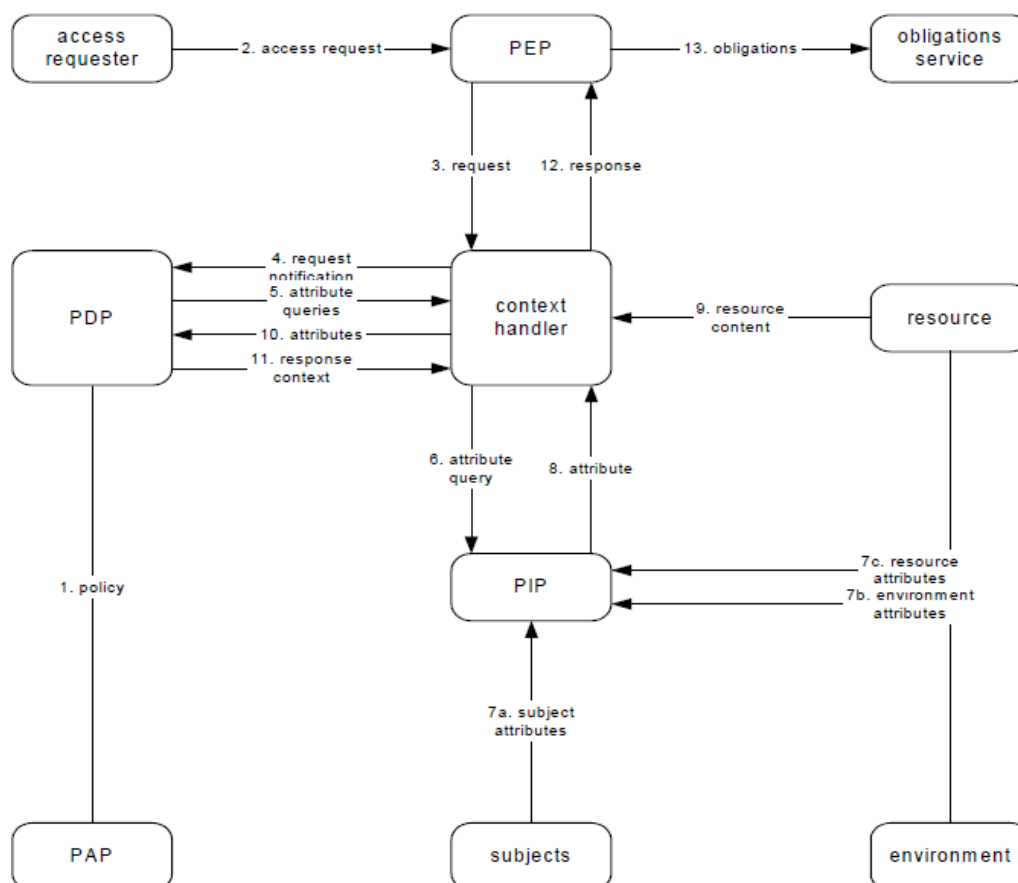 access
requester
2. access request
PEP
13. obligations
obligations
service
3. request
12. response
PDP
4. request
notification
5. attribute
queries
10. attributes
11. response
context
context
handler
9. resource
content
resource
6. attribute
query
8. attribute
1. policy
PIP
7c. resource
attributes
7b. environment
attributes
7a. subject
attributes
PAP
subjects
environment